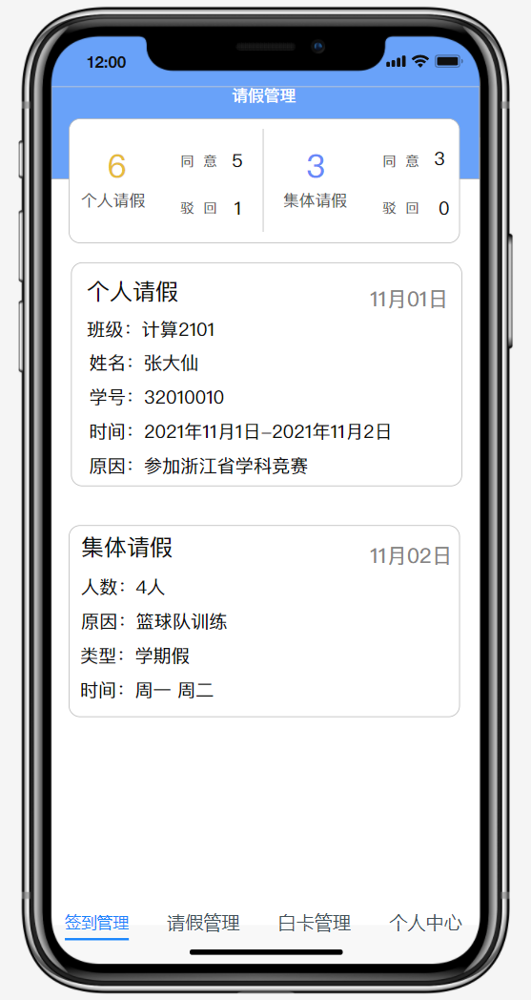 12:00
请假管理
6 同意 5 3 同意 3
个人请假 驳回 1 集体请假 驳回 0
个人请假 11月01日
班级：计算2101
姓名：张大仙
学号：32010010
时间：2021年11月1日-2021年11月2日
原因：参加浙江省学科竞赛
集体请假 11月02日
人数：4人
原因：篮球队训练
类型：学期假
时间：周一 周二
签到管理 请假管理 白卡管理 个人中心